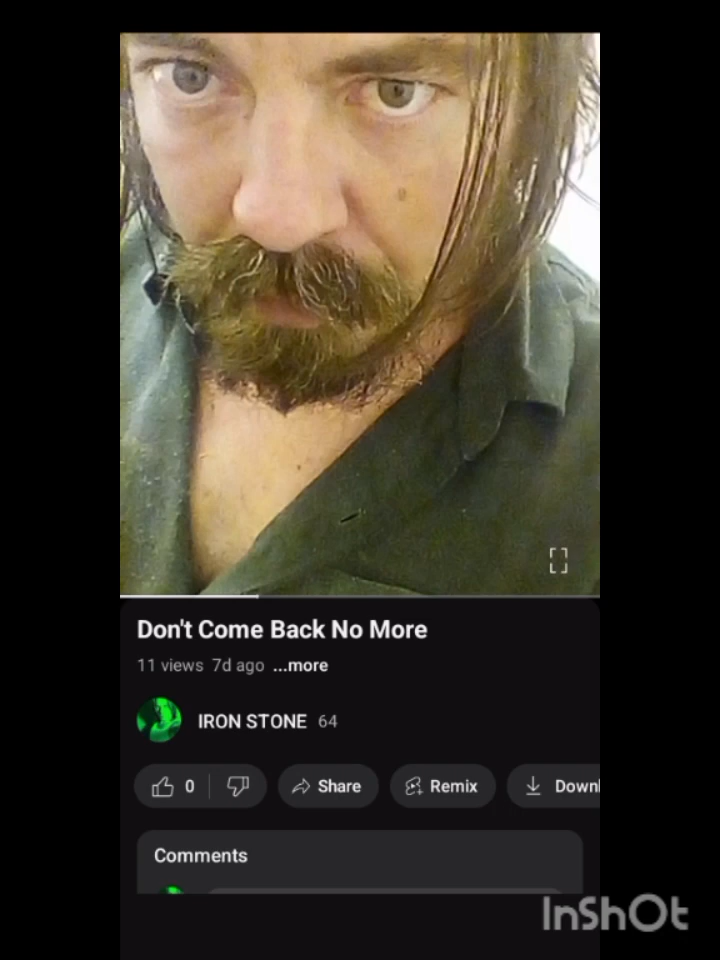 Don't Come Back No More
11 views 7d ago ...more
IRON STONE 64
0 Share Remix Downl
Comments
InShOt